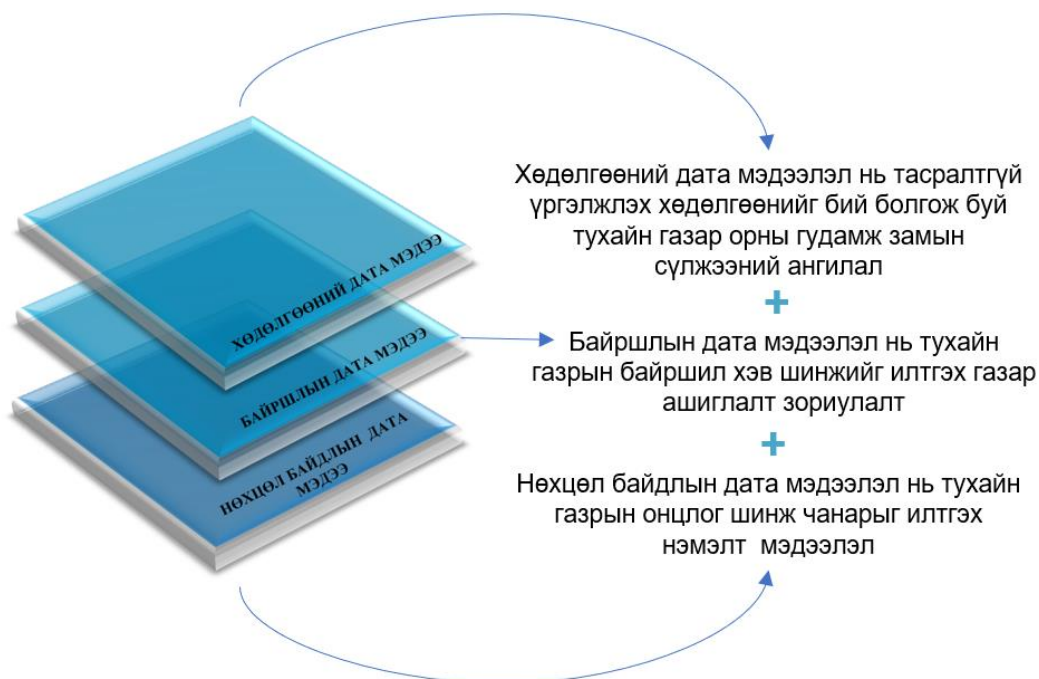 ХӨДӨЛГӨӨНИЙ ДАТА МЭДЭЭ
БАЙРШЛЫН ДАТА МЭДЭЭ
НӨХЦӨЛ БАЙДЛЫН ДАТА
МЭДЭЭ
Хөдөлгөөний дата мэдээлэл нь тасралтгүй
үргэлжлэх хөдөлгөөнийг бий болгож буй
тухайн газар орны гудамж замын
сүлжээний ангилал
+
Байршлын дата мэдээлэл нь тухайн
газрын байршил хэв шинжийг илтгэх газар
ашиглалт зориулалт
+
Нөхцөл байдлын дата мэдээлэл нь тухайн
газрын онцлог шинж чанарыг илтгэх
нэмэлт мэдээлэл